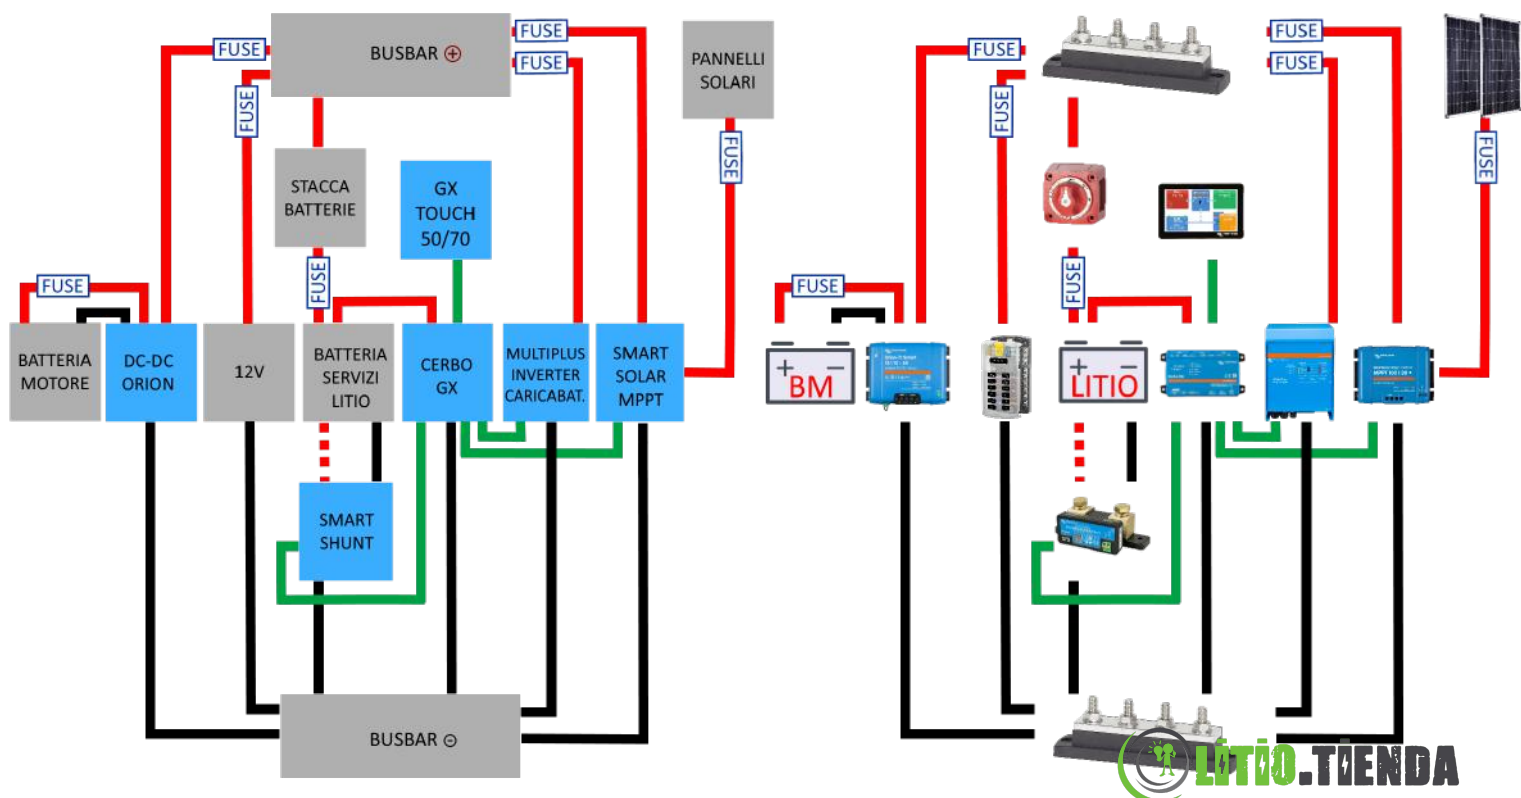 BUSBAR +
FUSE
FUSE
FUSE
FUSE
PANNELLI
SOLARI
FUSE
STACCA
BATTERIE
GX
TOUCH
50/70
FUSE
FUSE
BATTERIA
MOTORE
DC-DC
ORION
12V
BATTERIA
SERVIZI
LITIO
CERBO
GX
MULTIPLUS
INVERTER
CARICABAT.
SMART
SOLAR
MPPT
SMART
SHUNT
BUSBAR -
FUSE
FUSE
FUSE
FUSE
FUSE
FUSE
FUSE
+ −
BM
+ −
LITIO
LITIO.TIENDA